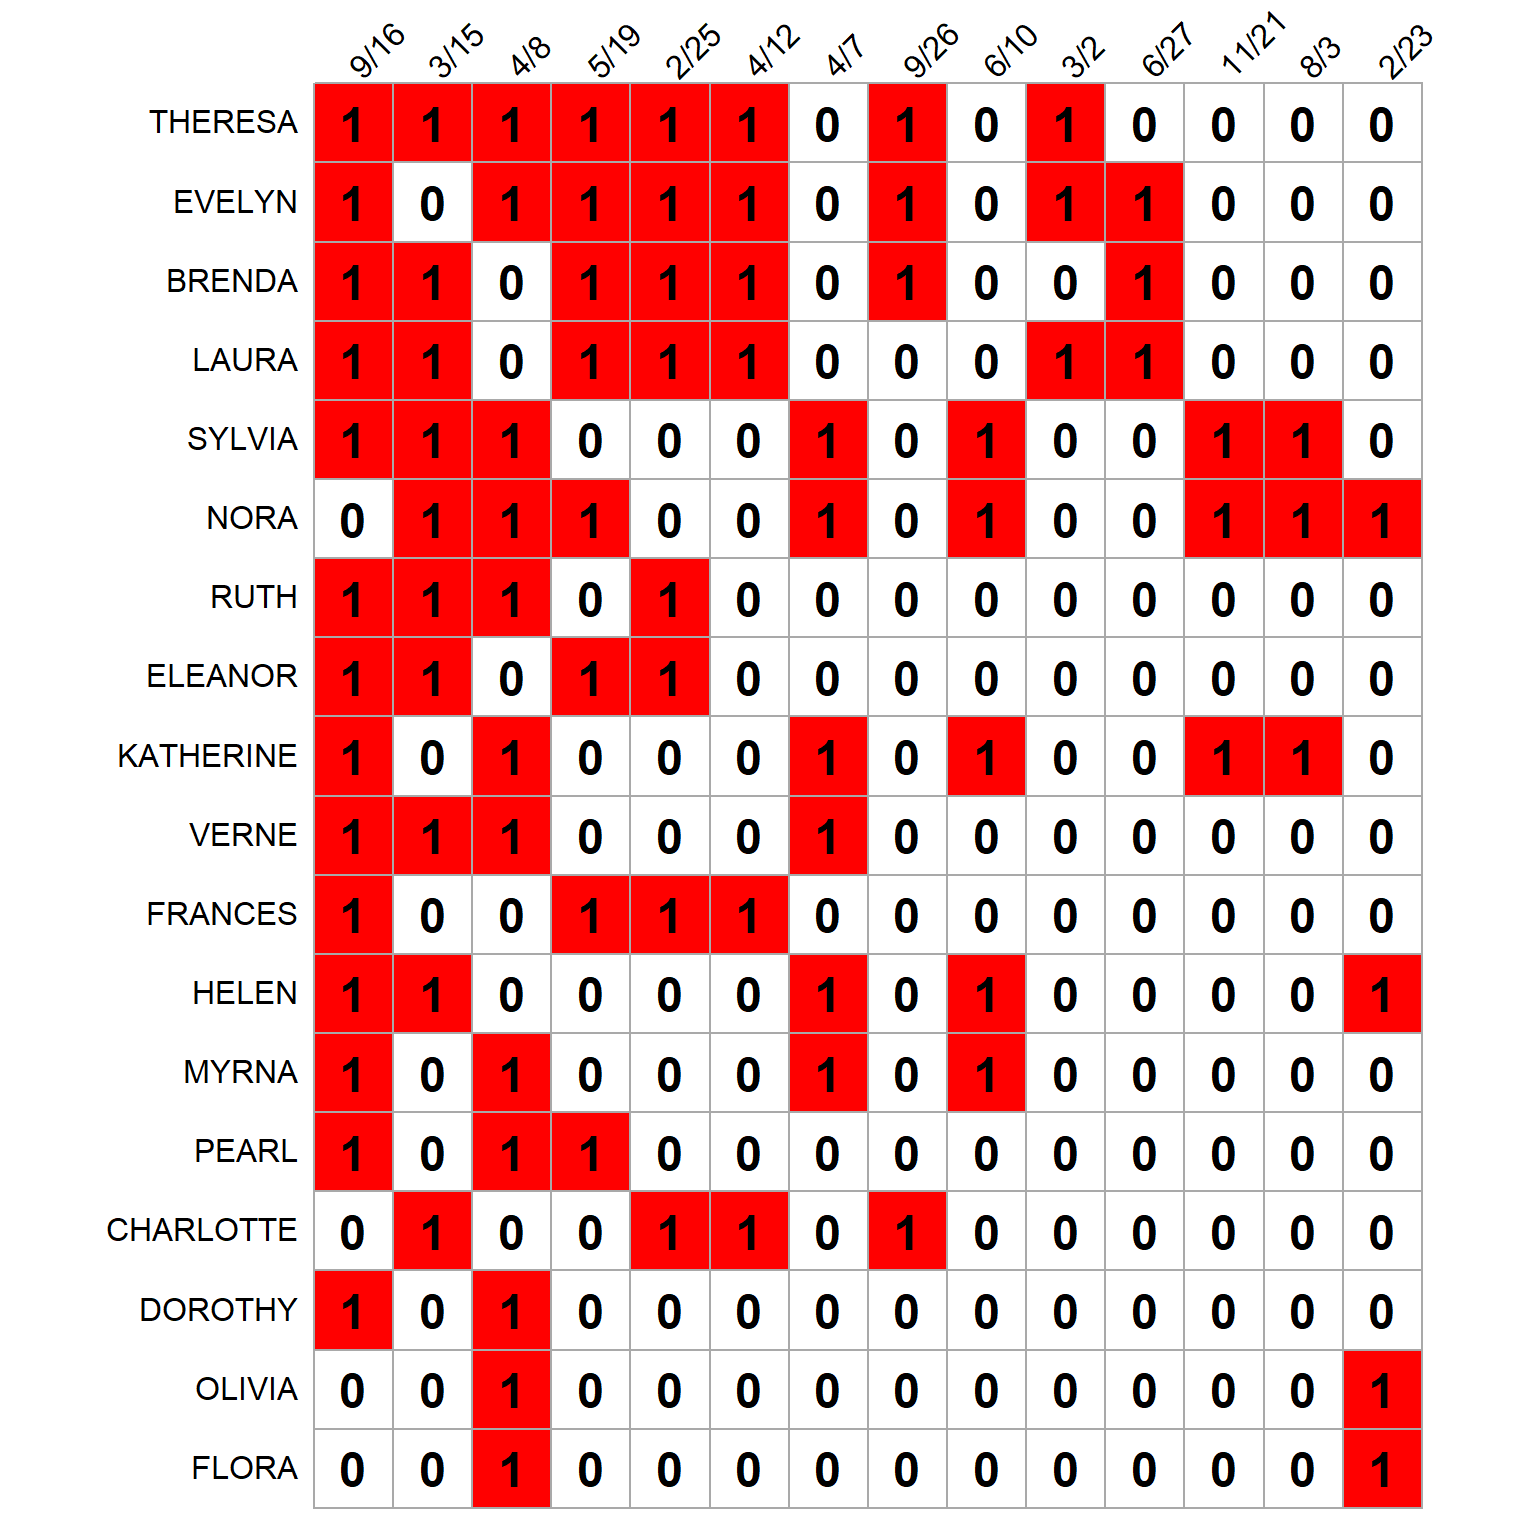 9/16 3/15 4/8 5/19 2/25 4/12 4/7 9/26 6/10 3/2 6/27 11/21 8/3 2/23
THERESA 1 1 1 1 1 1 0 1 0 1 0 0 0 0
EVELYN 1 0 1 1 1 1 0 1 0 1 1 0 0 0
BRENDA 1 1 0 1 1 1 0 1 0 0 1 0 0 0
LAURA 1 1 0 1 1 1 0 0 0 1 1 0 0 0
SYLVIA 1 1 1 0 0 0 1 0 1 0 0 1 1 0
NORA 0 1 1 1 0 0 1 0 1 0 0 1 1 1
RUTH 1 1 1 0 1 0 0 0 0 0 0 0 0 0
ELEANOR 1 1 0 1 1 0 0 0 0 0 0 0 0 0
KATHERINE 1 0 1 0 0 0 1 0 1 0 0 1 1 0
VERNE 1 1 1 0 0 0 1 0 0 0 0 0 0 0
FRANCES 1 0 0 1 1 1 0 0 0 0 0 0 0 0
HELEN 1 1 0 0 0 0 1 0 1 0 0 0 0 1
MYRNA 1 0 1 0 0 0 1 0 1 0 0 0 0 0
PEARL 1 0 1 1 0 0 0 0 0 0 0 0 0 0
CHARLOTTE 0 1 0 0 1 1 0 1 0 0 0 0 0 0
DOROTHY 1 0 1 0 0 0 0 0 0 0 0 0 0 0
OLIVIA 0 0 1 0 0 0 0 0 0 0 0 0 0 1
FLORA 0 0 1 0 0 0 0 0 0 0 0 0 0 1